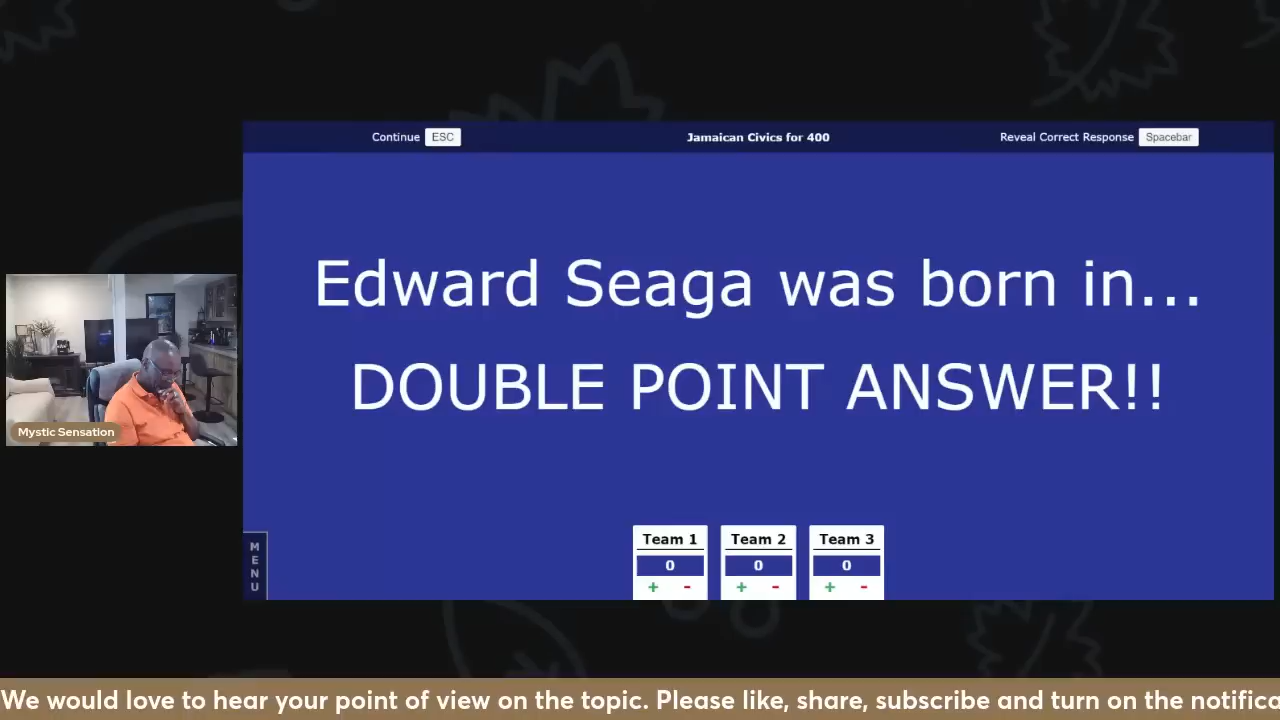 Continue ESC
Jamaican Civics for 400
Reveal Correct Response Spacebar
Edward Seaga was born in...
DOUBLE POINT ANSWER!!
Mystic Sensation
MENU
Team 1
0
+ -
Team 2
0
+ -
Team 3
0
+ -
We would love to hear your point of view on the topic. Please like, share, subscribe and turn on the notifica